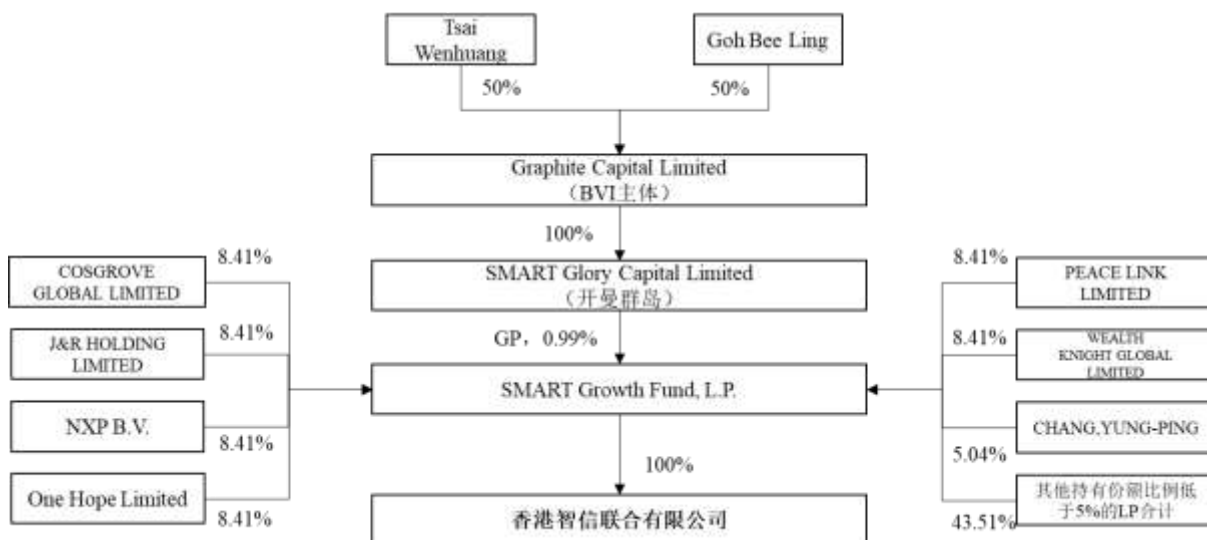 Tsai
Wenhuang
Goh Bee Ling
50%
50%
Graphite Capital Limited
（BVI主体）
100%
SMART Glory Capital Limited
（开曼群岛）
GP，0.99%
SMART Growth Fund, L.P.
100%
香港智信联合有限公司
8.41%
COSGROVE
GLOBAL LIMITED
8.41%
J&R HOLDING
LIMITED
NXP B.V.
8.41%
One Hope Limited
8.41%
8.41%
PEACE LINK
LIMITED
8.41%
WEALTH
KNIGHT GLOBAL
LIMITED
CHANG,YUNG-PING
5.04%
其他持有份额比例低
于5%的LP合计
43.51%